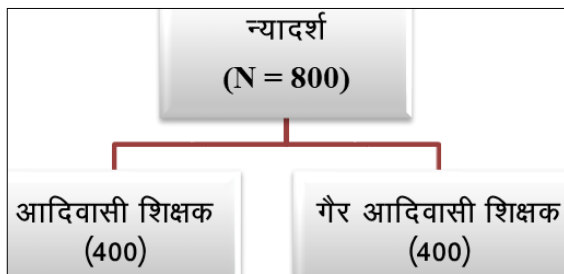 न्यादर्श
(N = 800)
आदिवासी शिक्षक
(400)
गैर आदिवासी शिक्षक
(400)